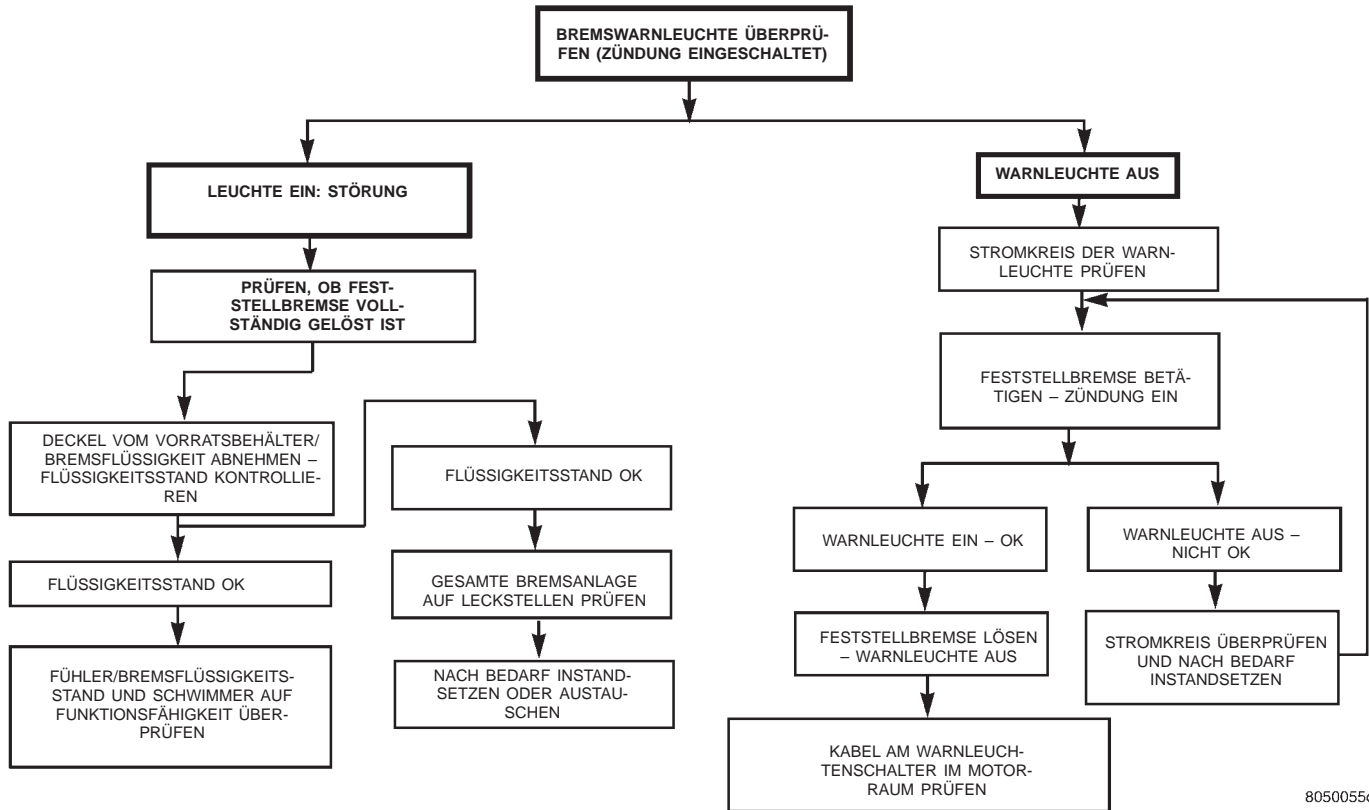 BREMSWARNLEUCHTE ÜBERPRÜ-
FEN (ZÜNDUNG EINGESCHALTET)
LEUCHTE EIN: STÖRUNG
WARNLEUCHTE AUS
PRÜFEN, OB FEST-
STELLBREMSE VOLL-
STÄNDIG GELÖST IST
STROMKREIS DER WARN-
LEUCHTE PRÜFEN
FESTSTELLBREMSE BETÄ-
TIGEN – ZÜNDUNG EIN
DECKEL VOM VORRATSBEHÄLTER/
BREMSFLÜSSIGKEIT ABNEHMEN –
FLÜSSIGKEITSSTAND KONTROLLIE-
REN
FLÜSSIGKEITSSTAND OK
WARNLEUCHTE EIN – OK
WARNLEUCHTE AUS –
NICHT OK
FLÜSSIGKEITSSTAND OK
GESAMTE BREMSANLAGE
AUF LECKSTELLEN PRÜFEN
FESTSTELLBREMSE LÖSEN
– WARNLEUCHTE AUS
STROMKREIS ÜBERPRÜFEN
UND NACH BEDARF
INSTANDSETZEN
FÜHLER/BREMSFLÜSSIGKEITS-
STAND UND SCHWIMMER AUF
FUNKTIONSFÄHIGKEIT ÜBER-
PRÜFEN
NACH BEDARF INSTAND-
SETZEN ODER AUSTAU-
SCHEN
KABEL AM WARNLEUCH-
TENSCHALTER IM MOTOR-
RAUM PRÜFEN